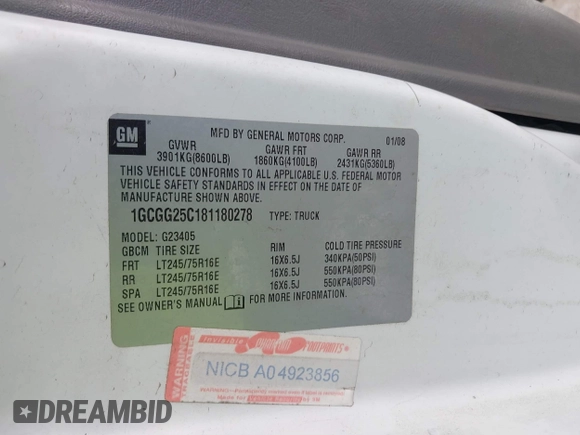 GM
MFD BY GENERAL MOTORS CORP. 01/08
GVWR GAWR FRT GAWR RR
3901KG(8600LB) 1860KG(4100LB) 2431KG(5360LB)
THIS VEHICLE CONFORMS TO ALL APPLICABLE U.S. FEDERAL MOTOR
VEHICLE SAFETY STANDARDS IN EFFECT ON THE DATE OF
MANUFACTURE SHOWN ABOVE.
1GCGG25C181180278 TYPE: TRUCK
MODEL: G23405
GBCM TIRE SIZE RIM COLD TIRE PRESSURE
FRT LT245/75R16E 16X6.5J 340KPA(50PSI)
RR LT245/75R16E 16X6.5J 550KPA(80PSI)
SPA LT245/75R16E 16X6.5J 550KPA(80PSI)
SEE OWNER'S MANUAL FOR MORE INFORMATION.
WARNING
TRACEABLE
Invisible
NICB A04923856
DREAMBID